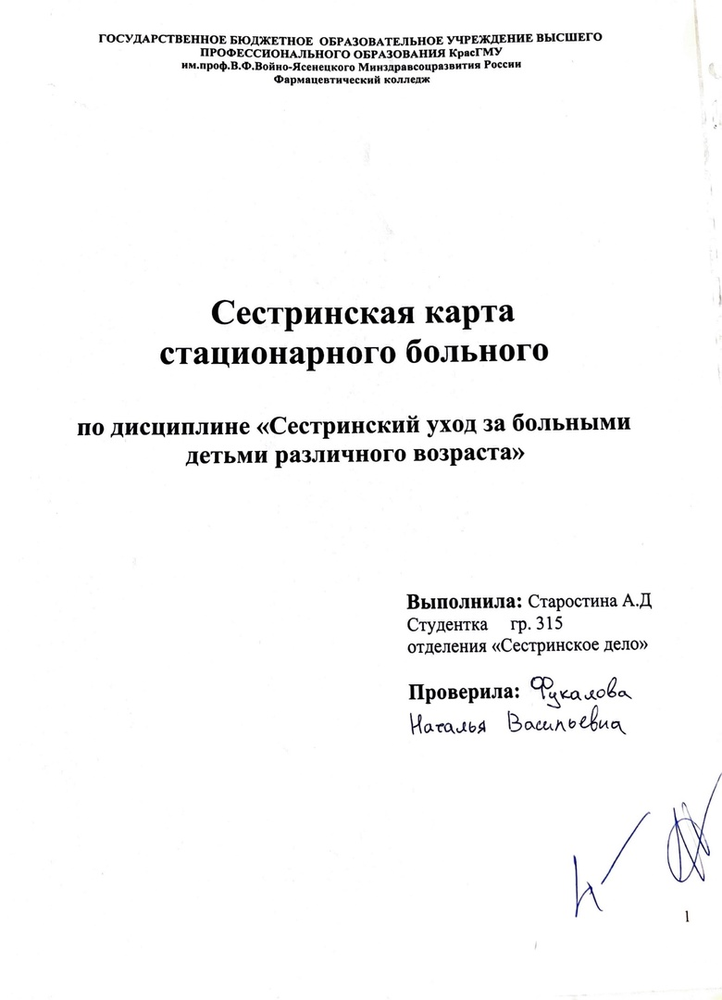 ГОСУДАРСТВЕННОЕ БЮДЖЕТНОЕ ОБРАЗОВАТЕЛЬНОЕ УЧРЕЖДЕНИЕ ВЫСШЕГО
ПРОФЕССИОНАЛЬНОГО ОБРАЗОВАНИЯ КрасГМУ
им.проф.В.Ф.Войно-Ясенецкого Минздравсоцразвития России
Фармацевтический колледж
Сестринская карта
стационарного больного
по дисциплине «Сестринский уход за больными
детьми различного возраста»
Выполнила: Старостина А.Д
Студентка гр. 315
отделения «Сестринское дело»
Проверила: Фукалова
Наталья Васильевна
1